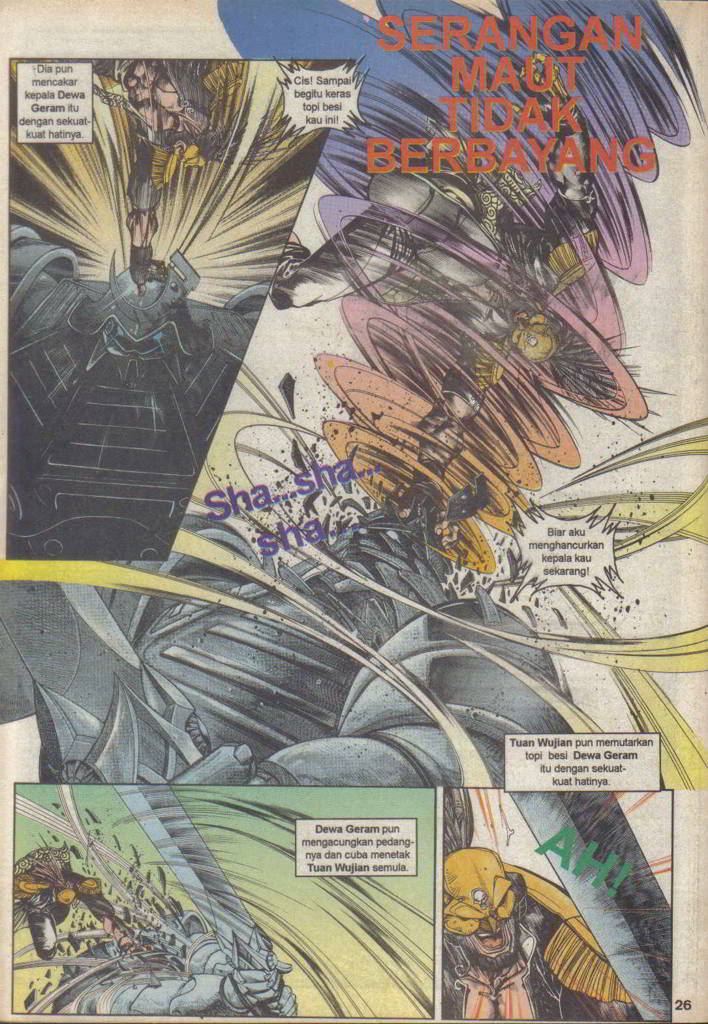 SERANGAN
MAUT
TIDAK
BERBAYANG
Dia pun
mencakar
kepala Dewa
Geram itu
dengan sekuat-
kuat hatinya.
Cis! Sampai
begitu keras
topi besi
kau ini!
Sha...sha...
sha....
Biar aku
menghancurkan
kepala kau
sekarang!
Tuan Wujian pun memutarkan
topi besi Dewa Geram
itu dengan sekuat-
kuat hatinya.
Dewa Geram pun
mengacungkan pedang-
nya dan cuba menetak
Tuan Wujian semula.
AH!
26